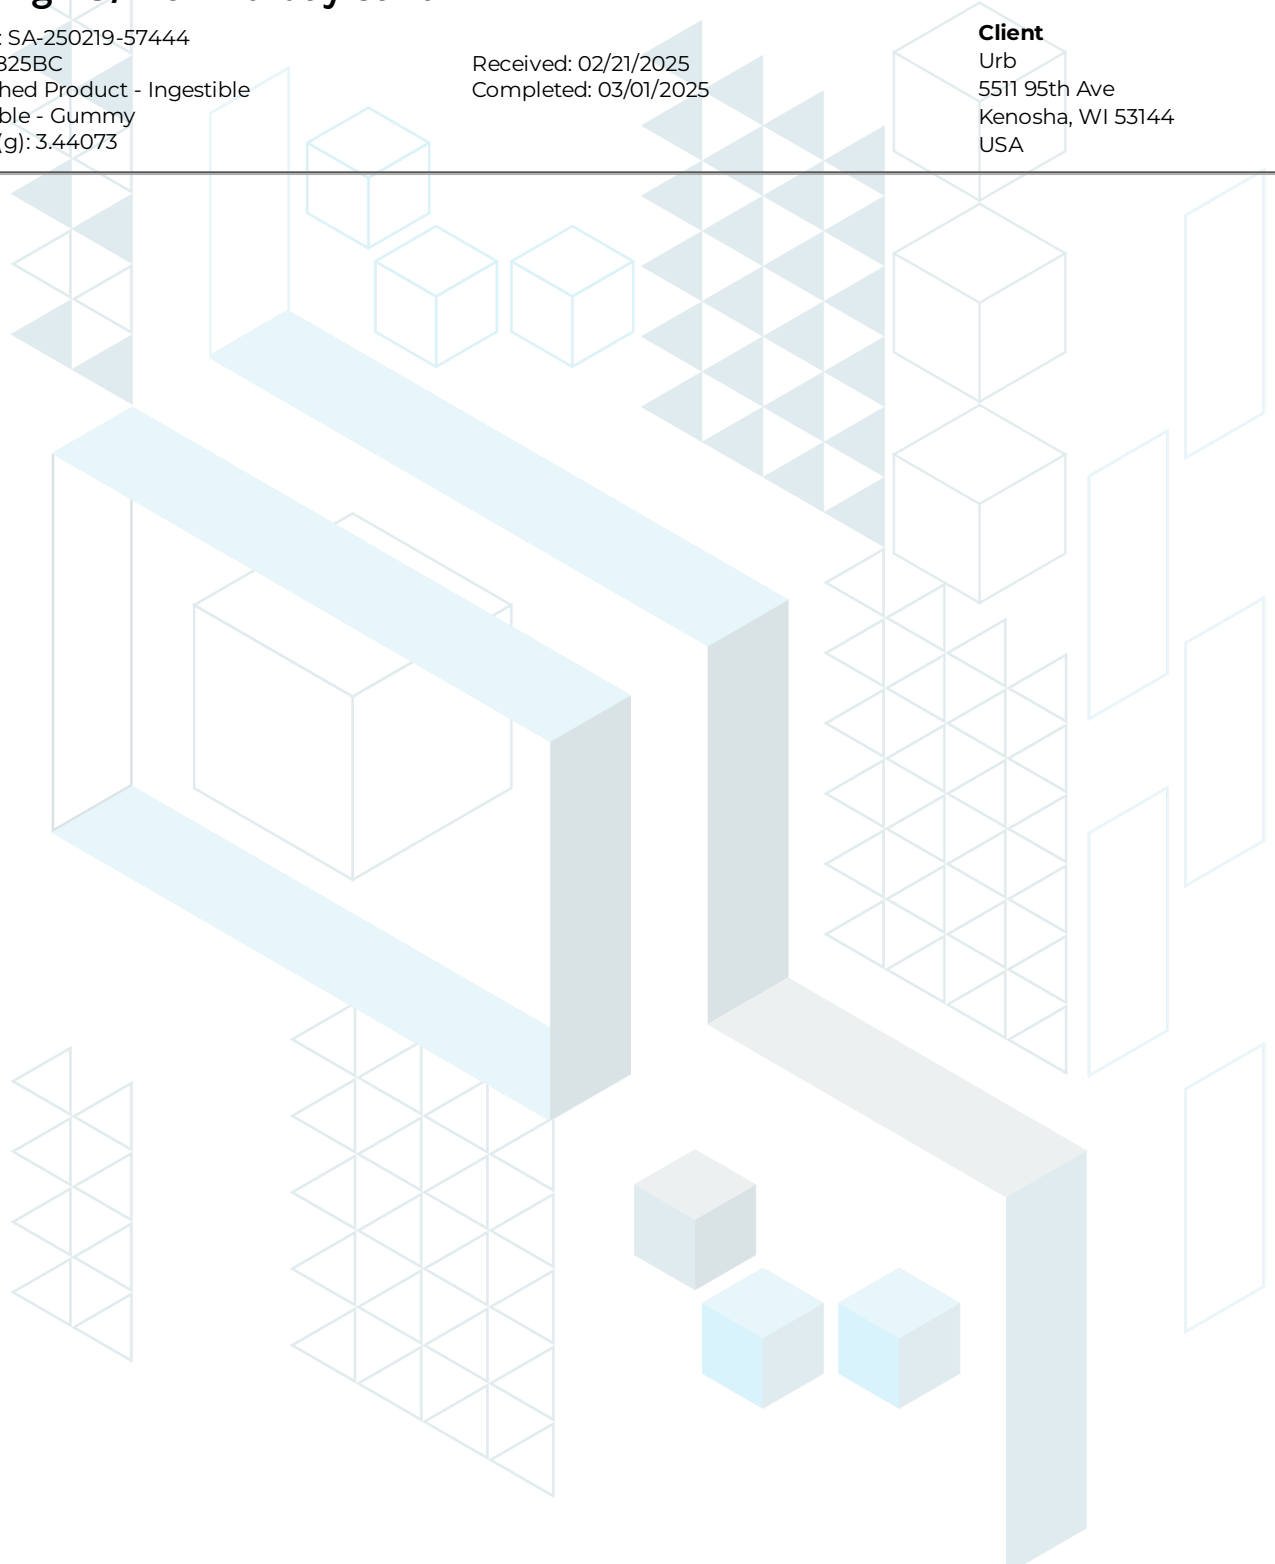 : SA-250219-57444
825BC
hed Product - Ingestible
ble - Gummy
(g): 3.44073
Received: 02/21/2025
Completed: 03/01/2025
Client
Urb
5511 95th Ave
Kenosha, WI 53144
USA